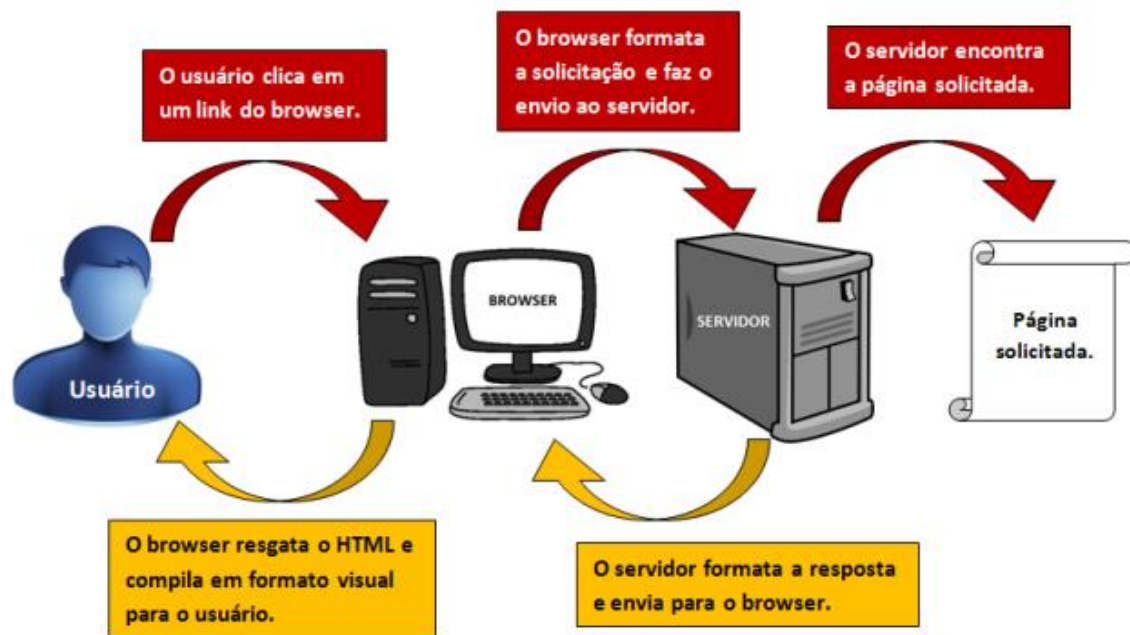 O usuário clica em
um link do browser.
O browser formata
a solicitação e faz o
envio ao servidor.
O servidor encontra
a página solicitada.
Usuário
BROWSER
SERVIDOR
Página
solicitada.
O browser resgata o HTML e
compila em formato visual
para o usuário.
O servidor formata a resposta
e envia para o browser.